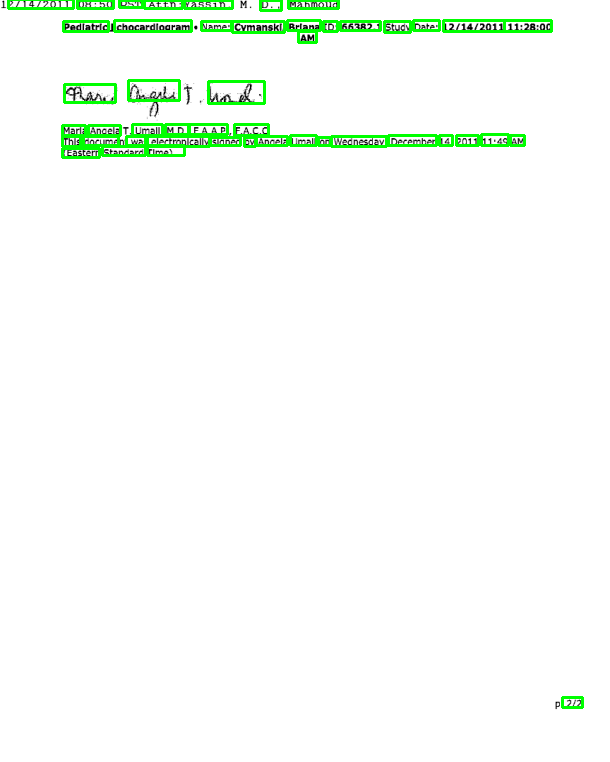 12/14/2011 08:50 PST Attn:Yassin, M. D., Mahmoud
Pediatric Echocardiogram • Name: Cymanski, Briana ID: 66382.1 Study Date: 12/14/2011 11:28:00
AM
Maria Angela T. Umali
Maria Angela T. Umali, M.D., F.A.A.P., F.A.C.C
This document was electronically signed by Angela Umali on Wednesday, December 14, 2011 11:49 AM
(Eastern Standard Time)
p 2/2